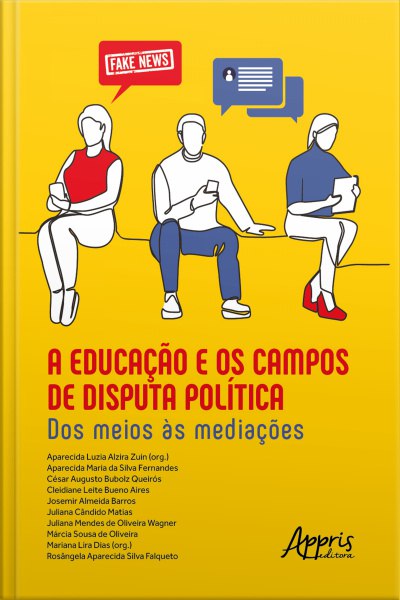 FAKE NEWS
A EDUCAÇÃO E OS CAMPOS
DE DISPUTA POLÍTICA
Dos meios às mediações
Aparecida Luzia Alzira Zuin (org.)
Aparecida Maria da Silva Fernandes
César Augusto Bubolz Queirós
Cleidiane Leite Bueno Aires
Josemir Almeida Barros
Juliana Cândido Matias
Juliana Mendes de Oliveira Wagner
Márcia Sousa de Oliveira
Mariana Lira Dias (org.)
Rosângela Aparecida Silva Falqueto
Appris
editora